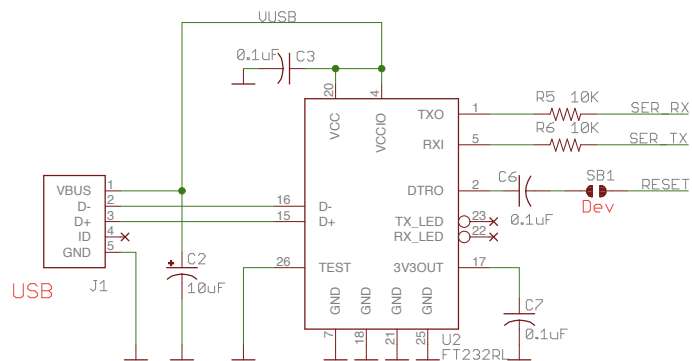 VUSB
0.1uF C3
20
4
VCC
VCCIO
TXO 1 R5 10K SER_RX
RXI 5 R6 10K SER_TX
DTRO 2 C6 0.1uF SB1 Dev RESET
TX_LED 23
RX_LED 22
3V3OUT 17
VBUS 1
D- 2
D+ 3
ID 4
GND 5
USB
J1
C2
10uF
16 D-
15 D+
26 TEST
GND GND GND GND
7 18 21 25
U2
FT232RL
C7
0.1uF